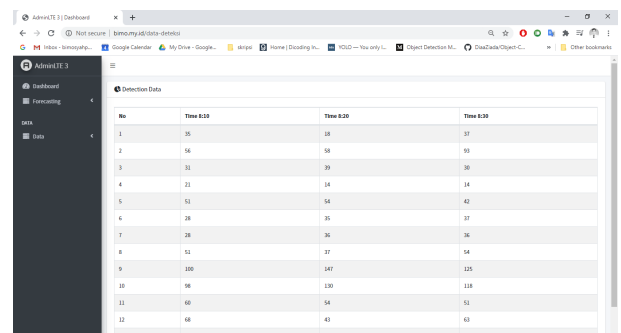 AdminLTE 3 | Dashboard
Not secure | bimo.my.id/data-deteksi
Google Calendar My Drive - Google... skripsi Home | Dicoding In... YOLO — You only l... Object Detection M... Other bookmarks
AdminLTE 3
Dashboard
Forecasting
DATA
Data
Detection Data
No Time 8:10 Time 8:20 Time 8:30
1 35 18 37
2 56 58 93
3 31 39 30
4 21 14 14
5 51 54 42
6 28 35 37
7 28 36 36
8 51 37 54
9 100 147 125
10 98 130 118
11 60 54 51
12 68 43 63